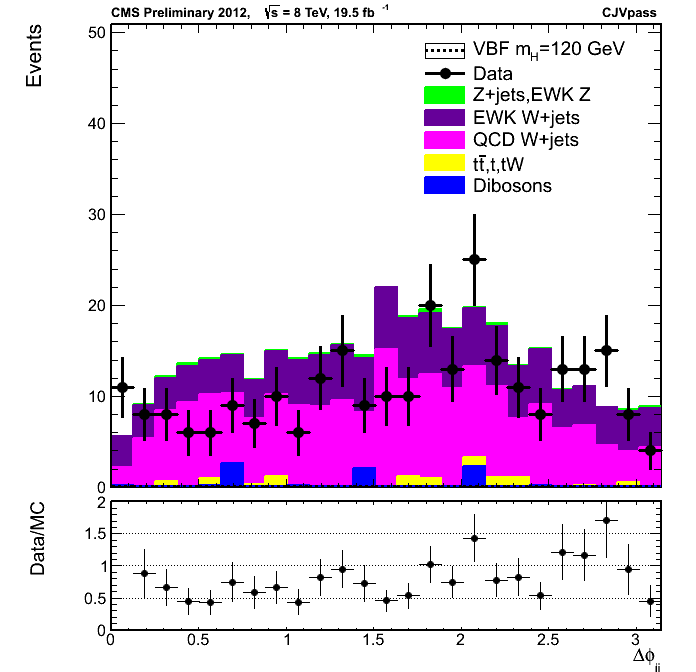 CMS Preliminary 2012, √s = 8 TeV, 19.5 fb⁻¹ CJVpass
Events
50
40
30
20
10
0
VBF m_H=120 GeV
Data
Z+jets,EWK Z
EWK W+jets
QCD W+jets
tt̄,t,tW
Dibosons
Data/MC
2
1.5
1
0.5
0
0 0.5 1 1.5 2 2.5 3
Δϕ_jj